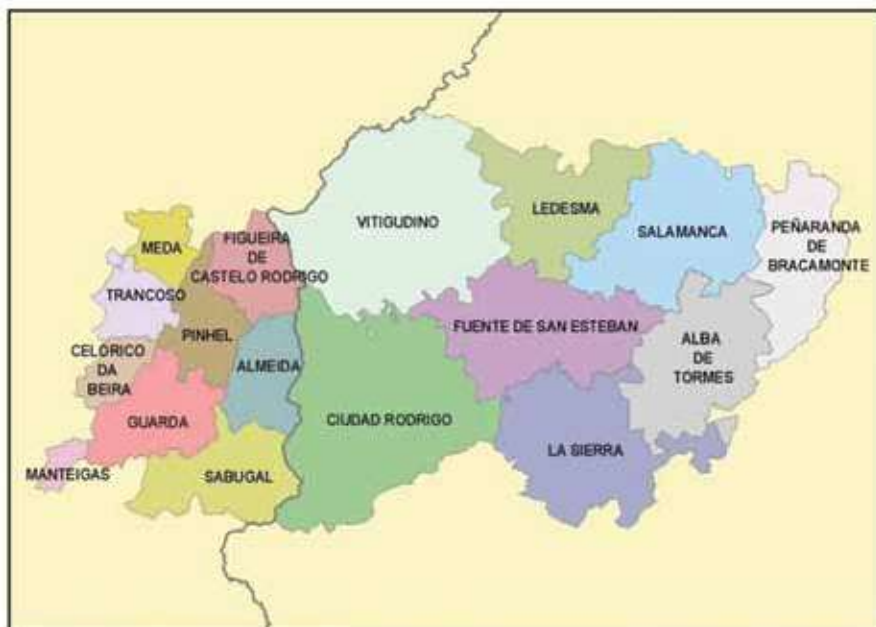 VITIGUDINO
LEDESMA
SALAMANCA
PEÑARANDA
DE
BRACAMONTE
MEDA
FIGUEIRA
DE
CASTELO RODRIGO
TRANCOSO
PINHEL
FUENTE DE SAN ESTEBAN
ALBA
DE
TORMES
CELÓRICO
DA
BEIRA
ALMEIDA
GUARDA
CIUDAD RODRIGO
LA SIERRA
MANTEIGAS
SABUGAL